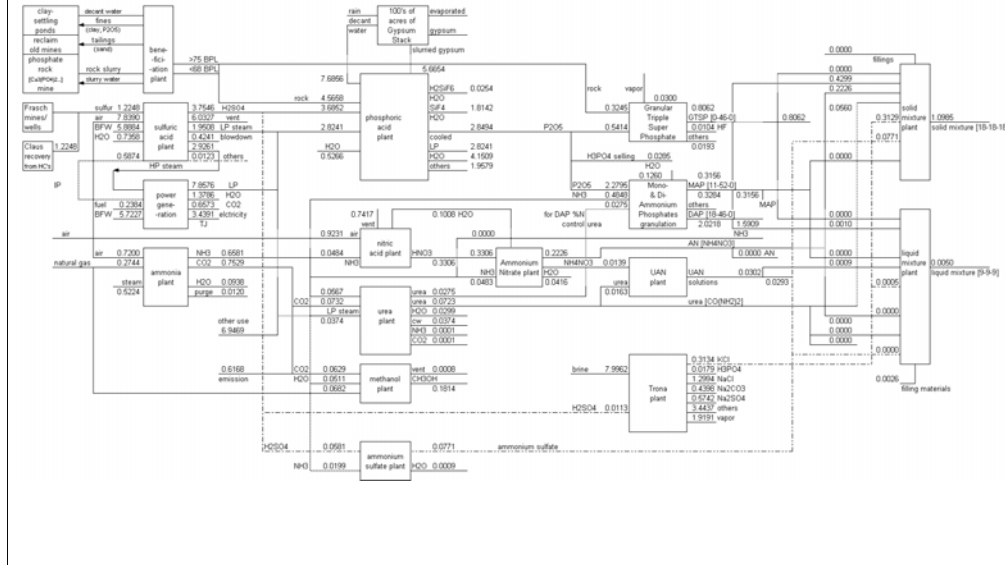 clay-
settling
ponds
reclaim
old mines
phosphate
rock
mine
decant water
fines
(clay, P2O5)
tailings
(sand)
rock slurry
slurry water
bene-
fici-
ation
plant
>75 BPL
<68 BPL
rain
decant
water
100's of
acres of
Gypsum
Stack
evaporated
gypsum
slurried gypsum
5.6654
7.6856
rock 4.5658
3.6852
2.8241
H2O
0.5266
phosphoric
acid
plant
H2SiF6 0.0254
H2O
SiF4 1.8142
H2O
2.8494 P2O5
cooled
LP 2.8241
H2O 4.1509
others 1.9579
Frasch
mines/
wells
Claus
recovery
from HC's
1.2248
sulfur 1.2248
air 7.8390
BFW 5.8884
H2O 0.7358
0.5874
sulfuric
acid
plant
3.7546 H2SO4
6.0327 vent
1.9508 LP steam
0.4241 blowdown
2.9261
0.0123 others
HP steam
IP
fuel 0.2384
BFW 5.7227
power
gene-
ration
7.8576 LP
1.3786 H2O
0.6573 CO2
3.4391 elctricity
TJ
air
air 0.7200
natural gas 0.2744
steam
0.5224
ammonia
plant
NH3 0.6581
CO2 0.7529
H2O 0.0938
purge 0.0120
other use
6.9469
0.6168
emission
rock
vapor
0.0300
0.3245
0.5414
Granular
Tripple
Super
Phosphate
0.8062
GTSP [0-46-0]
0.0104 HF
others
0.0193
0.8062
H3PO4 selling 0.0285
H2O
0.1260
P2O5 2.2795
NH3 0.4848
0.0275
for DAP %N
control urea
Mono-
& Di-
Ammonium
Phosphates
granulation
0.3156
MAP [11-52-0]
0.3284
others
DAP [18-46-0]
2.0218
0.3156
MAP
1.5909
NH3
0.7417
vent
0.9231 air
0.0484
NH3
nitric
acid plant
0.1008 H2O
0.0000
HNO3 0.3306
0.3306
NH3
0.0483
Ammonium
Nitrate plant
0.2226
NH4NO3 0.0139
H2O
0.0416
AN [NH4NO3]
0.0000 AN
UAN
plant
urea
0.0163
UAN
solutions
0.0302
0.0293
urea [CO(NH2)2]
0.0567
CO2 0.0732
LP steam
0.0374
urea
plant
urea 0.0275
urea 0.0723
H2O 0.0299
cw 0.0374
NH3 0.0001
CO2 0.0001
CO2 0.0629
H2O 0.0511
0.0682
methanol
plant
vent 0.0008
CH3OH
0.1814
brine 7.9962
H2SO4 0.0113
Trona
plant
0.3134 KCl
0.0179 H3PO4
1.2994 NaCl
0.4398 Na2CO3
0.5742 Na2SO4
3.4437 others
1.9191 vapor
H2SO4 0.0581
NH3 0.0199
ammonium
sulfate plant
0.0771 ammonium sulfate
H2O 0.0009
0.0000
fillings
0.0000
0.4299
0.2226
0.0560
0.3129
0.0771
0.0000
solid
mixture
plant
1.0985
solid mixture [18-18-18]
0.0000
0.0010
0.0000
0.0009
0.0005
0.0000
0.0000
0.0000
0.0000
liquid
mixture
plant
0.0050
liquid mixture [9-9-9]
0.0026
filling materials